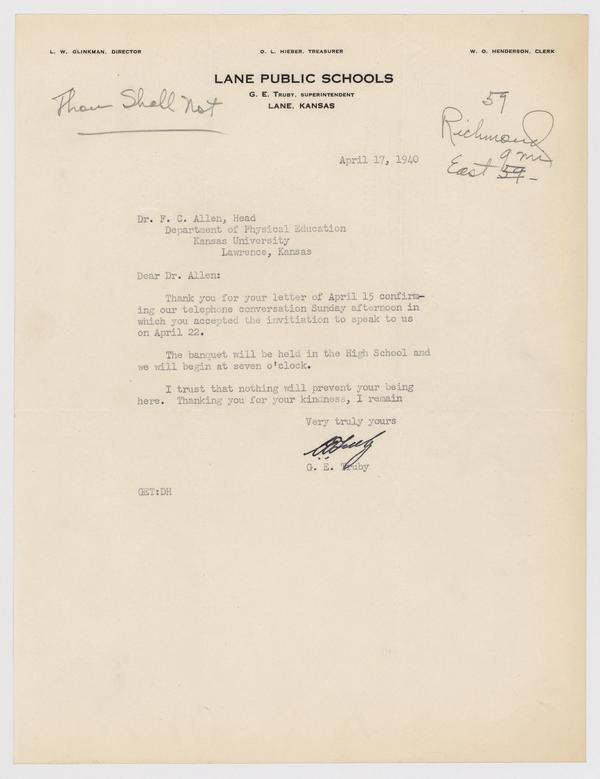 L. W. GLINKMAN, DIRECTOR
O. L. HIEBER, TREASURER
W. O. HENDERSON, CLERK
LANE PUBLIC SCHOOLS
G. E. TRUBY, SUPERINTENDENT
LANE, KANSAS
Thou Shall Not
59
Richmond
9 mi
East 59
April 17, 1940
Dr. F. C. Allen, Head
Department of Physical Education
Kansas University
Lawrence, Kansas
Dear Dr. Allen:
Thank you for your letter of April 15 confirm-
ing our telephone conversation Sunday afternoon in
which you accepted the invitiation to speak to us
on April 22.
The banquet will be held in the High School and
we will begin at seven o'clock.
I trust that nothing will prevent your being
here. Thanking you for your kindness, I remain
Very truly yours
G. E. Truby
G. E. Truby
GET:DH